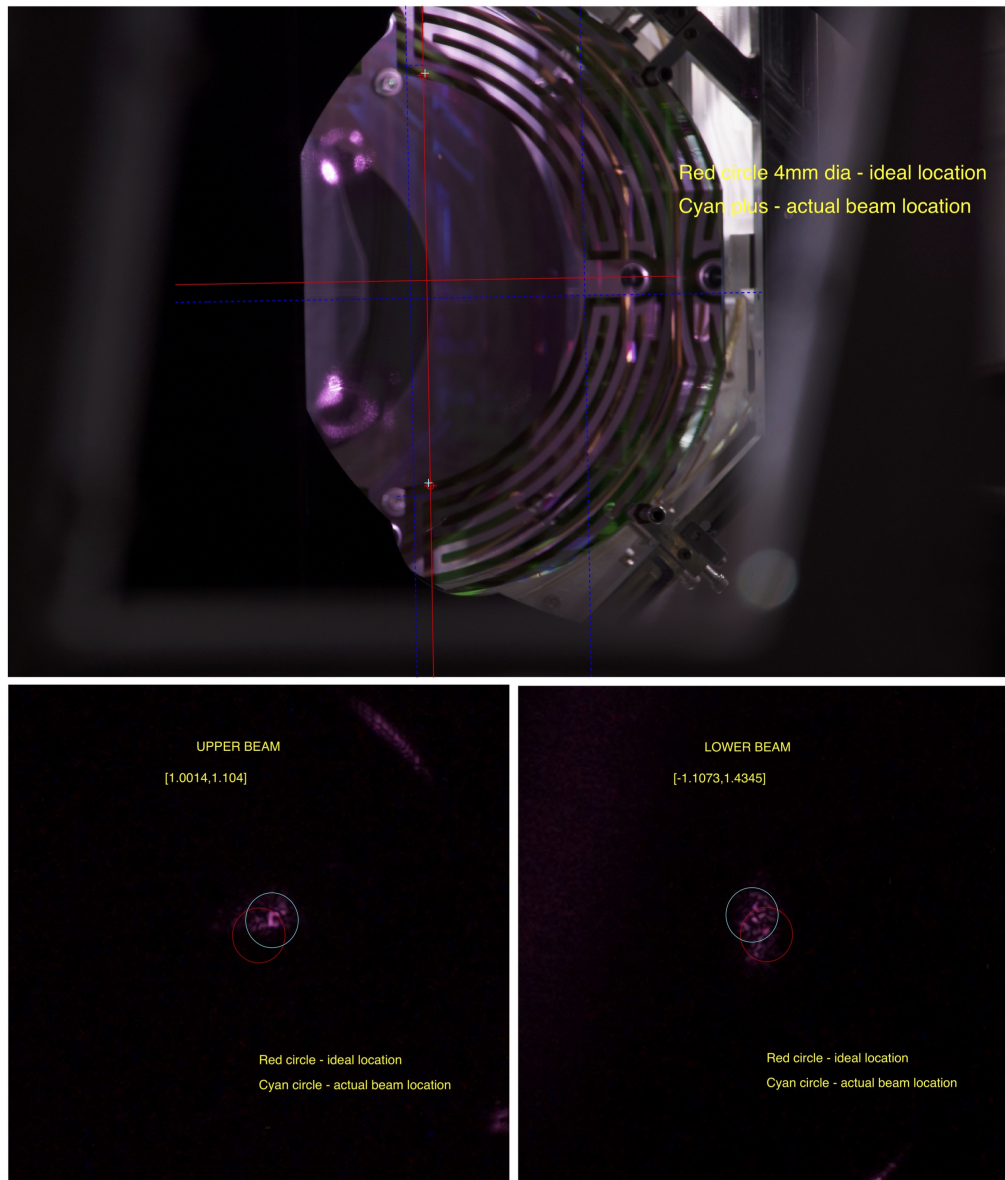 Red circle 4mm dia - ideal location
Cyan plus - actual beam location
UPPER BEAM
[1.0014,1.104]
Red circle - ideal location
Cyan circle - actual beam location
LOWER BEAM
[-1.1073,1.4345]
Red circle - ideal location
Cyan circle - actual beam location